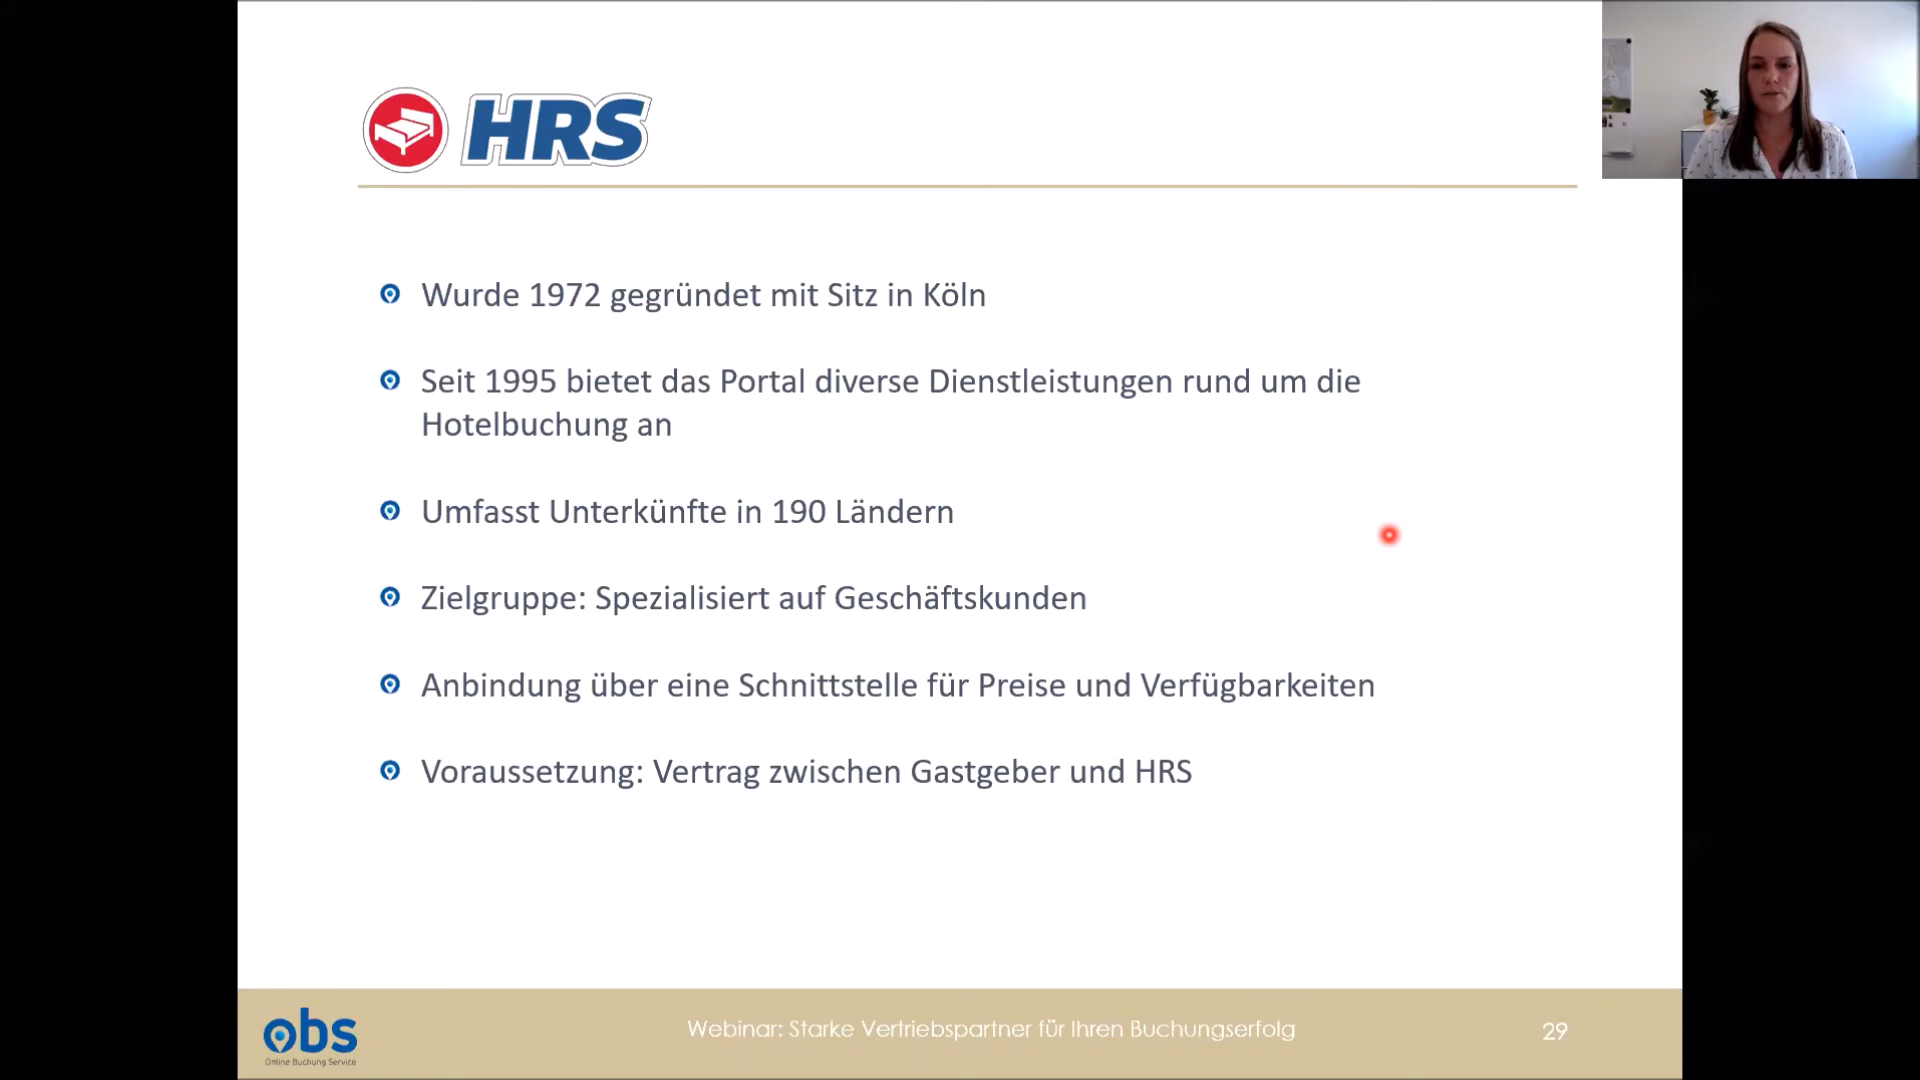 HRS
Wurde 1972 gegründet mit Sitz in Köln
Seit 1995 bietet das Portal diverse Dienstleistungen rund um die
Hotelbuchung an
Umfasst Unterkünfte in 190 Ländern
Zielgruppe: Spezialisiert auf Geschäftskunden
Anbindung über eine Schnittstelle für Preise und Verfügbarkeiten
Voraussetzung: Vertrag zwischen Gastgeber und HRS
obs
Online Buchung Service
Webinar: Starke Vertriebspartner für Ihren Buchungserfolg
29